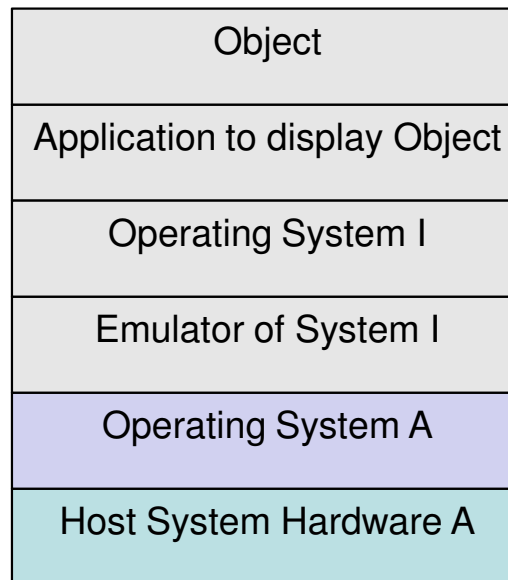 Object
Application to display Object
Operating System I
Emulator of System I
Operating System A
Host System Hardware A